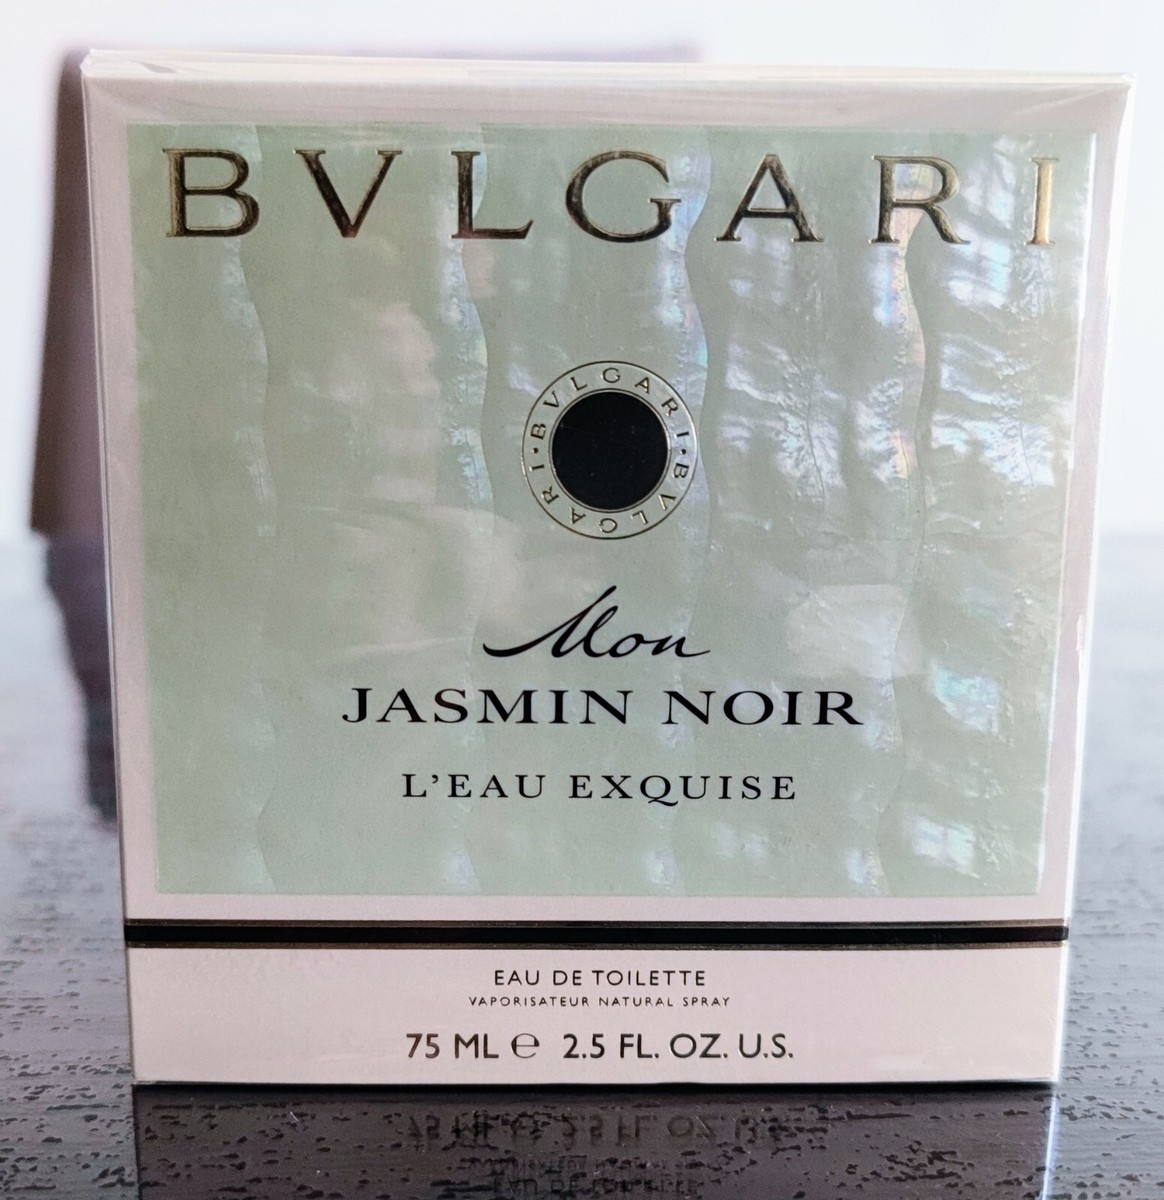 BVLGARI
BVLGARI · BVLGARI ·
Mon
JASMIN NOIR
L'EAU EXQUISE
EAU DE TOILETTE
VAPORISATEUR NATURAL SPRAY
75 ML ℮ 2.5 FL. OZ. U.S.